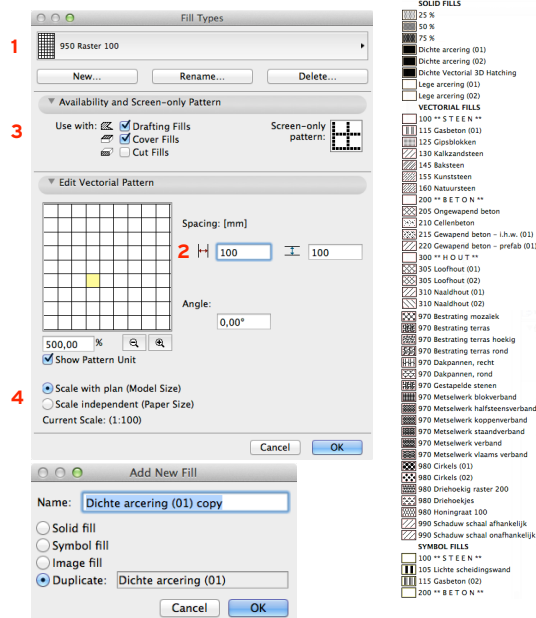 Fill Types
1
950 Raster 100
New...
Rename...
Delete...
Availability and Screen-only Pattern
3
Use with:
Drafting Fills
Cover Fills
Cut Fills
Screen-only
pattern:
Edit Vectorial Pattern
Spacing: [mm]
2
100
100
Angle:
0,00°
500,00
%
Show Pattern Unit
4
Scale with plan (Model Size)
Scale independent (Paper Size)
Current Scale: (1:100)
Cancel
OK
Add New Fill
Name:
Dichte arcering (01) copy
Solid fill
Symbol fill
Image fill
Duplicate:
Dichte arcering (01)
Cancel
OK
SOLID FILLS
25 %
50 %
75 %
Dichte arcering (01)
Dichte arcering (02)
Dichte Vectorial 3D Hatching
Lege arcering (01)
Lege arcering (02)
VECTORIAL FILLS
100 ** S T E E N **
115 Gasbeton (01)
125 Gipsblokken
130 Kalkzandsteen
145 Baksteen
155 Kunststeen
160 Natuursteen
200 ** B E T O N **
205 Ongewapend beton
210 Cellenbeton
215 Gewapend beton - i.h.w. (01)
220 Gewapend beton - prefab (01)
300 ** H O U T **
305 Loofhout (01)
305 Loofhout (02)
310 Naaldhout (01)
310 Naaldhout (02)
970 Bestrating mozaïek
970 Bestrating terras
970 Bestrating terras hoekig
970 Bestrating terras rond
970 Dakpannen, recht
970 Dakpannen, rond
970 Gestapelde stenen
970 Metselwerk blokverband
970 Metselwerk halfsteensverband
970 Metselwerk koppenverband
970 Metselwerk staandverband
970 Metselwerk verband
970 Metselwerk vlaams verband
980 Cirkels (01)
980 Cirkels (02)
980 Driehoekig raster 200
980 Driehoekjes
980 Honingraat 100
990 Schaduw schaal afhankelijk
990 Schaduw schaal onafhankelijk
SYMBOL FILLS
100 ** S T E E N **
105 Lichte scheidingswand
115 Gasbeton (02)
200 ** B E T O N **